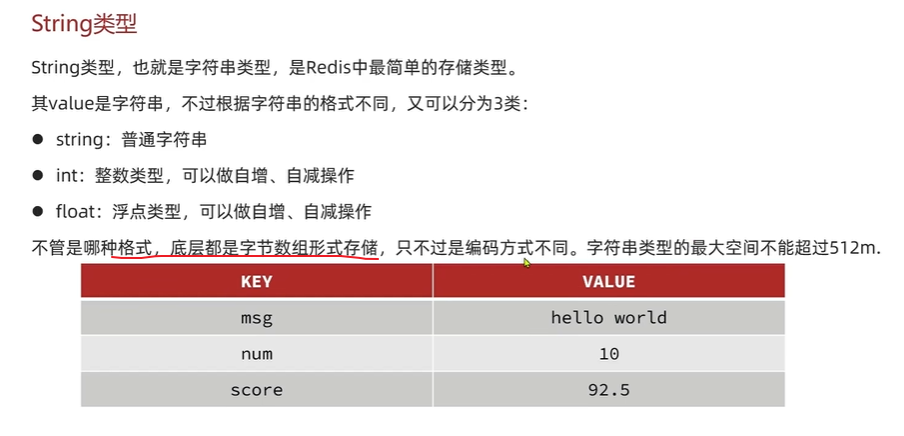 String类型
String类型，也就是字符串类型，是Redis中最简单的存储类型。
其value是字符串，不过根据字符串的格式不同，又可以分为3类：
● string：普通字符串
● int：整数类型，可以做自增、自减操作
● float：浮点类型，可以做自增、自减操作
不管是哪种格式，底层都是字节数组形式存储，只不过是编码方式不同。字符串类型的最大空间不能超过512m.
KEY VALUE
msg hello world
num 10
score 92.5